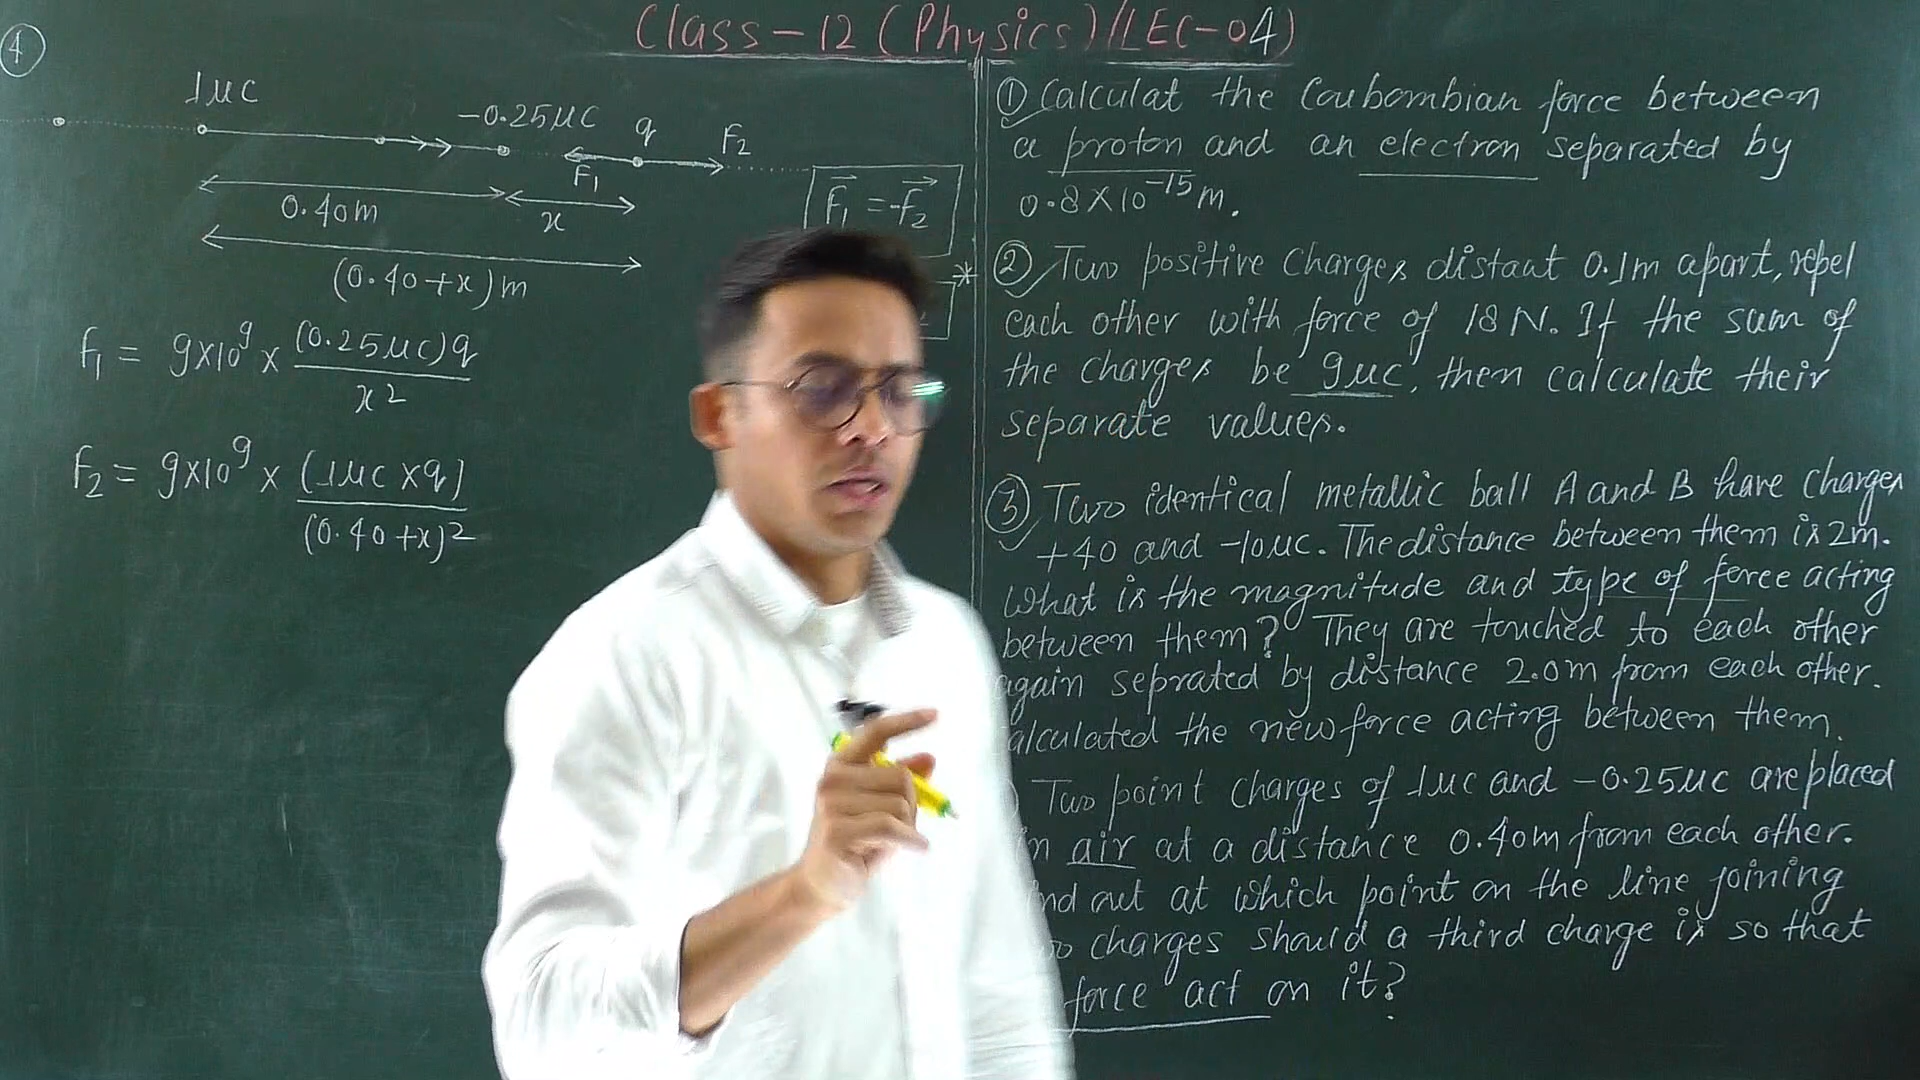 Class-12 (Physics)/LEC-04)
4
1μc
-0.25μc
q
F2
F1
0.40m
x
(0.40+x)m
F1 = -F2
*
F1 = 9x10^9 x (0.25μc)q / x2
F2 = 9x10^9 x (1μc xq) / (0.40+x)2
① Calculat the Coubombian force between
a proton and an electron separated by
0.8X10^-15 m.
② Two positive charges distant 0.1m apart, repel
each other with force of 18 N. If the sum of
the charges be 9μc, then calculate their
separate values.
③ Two identical metallic ball A and B have charges
+40 and -10μc. The distance between them is 2m.
What is the magnitude and type of force acting
between them? They are touched to each other
again seprated by distance 2.0m from each other.
alculated the new force acting between them.
Two point charges of 1μc and -0.25μc are placed
n air at a distance 0.40m from each other.
nd out at which point on the line joining
o charges should a third charge is so that
force act on it?